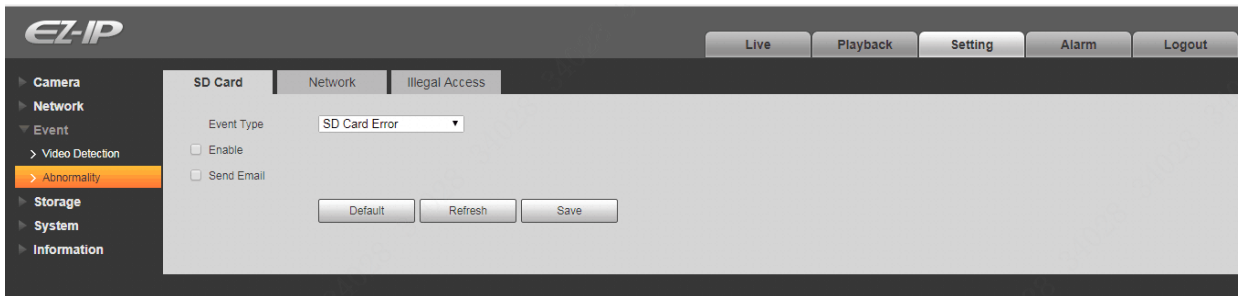 EZ-IP
Live Playback Setting Alarm Logout
Camera
Network
Event
Video Detection
Abnormality
Storage
System
Information
SD Card Network Illegal Access
Event Type SD Card Error
Enable
Send Email
Default Refresh Save